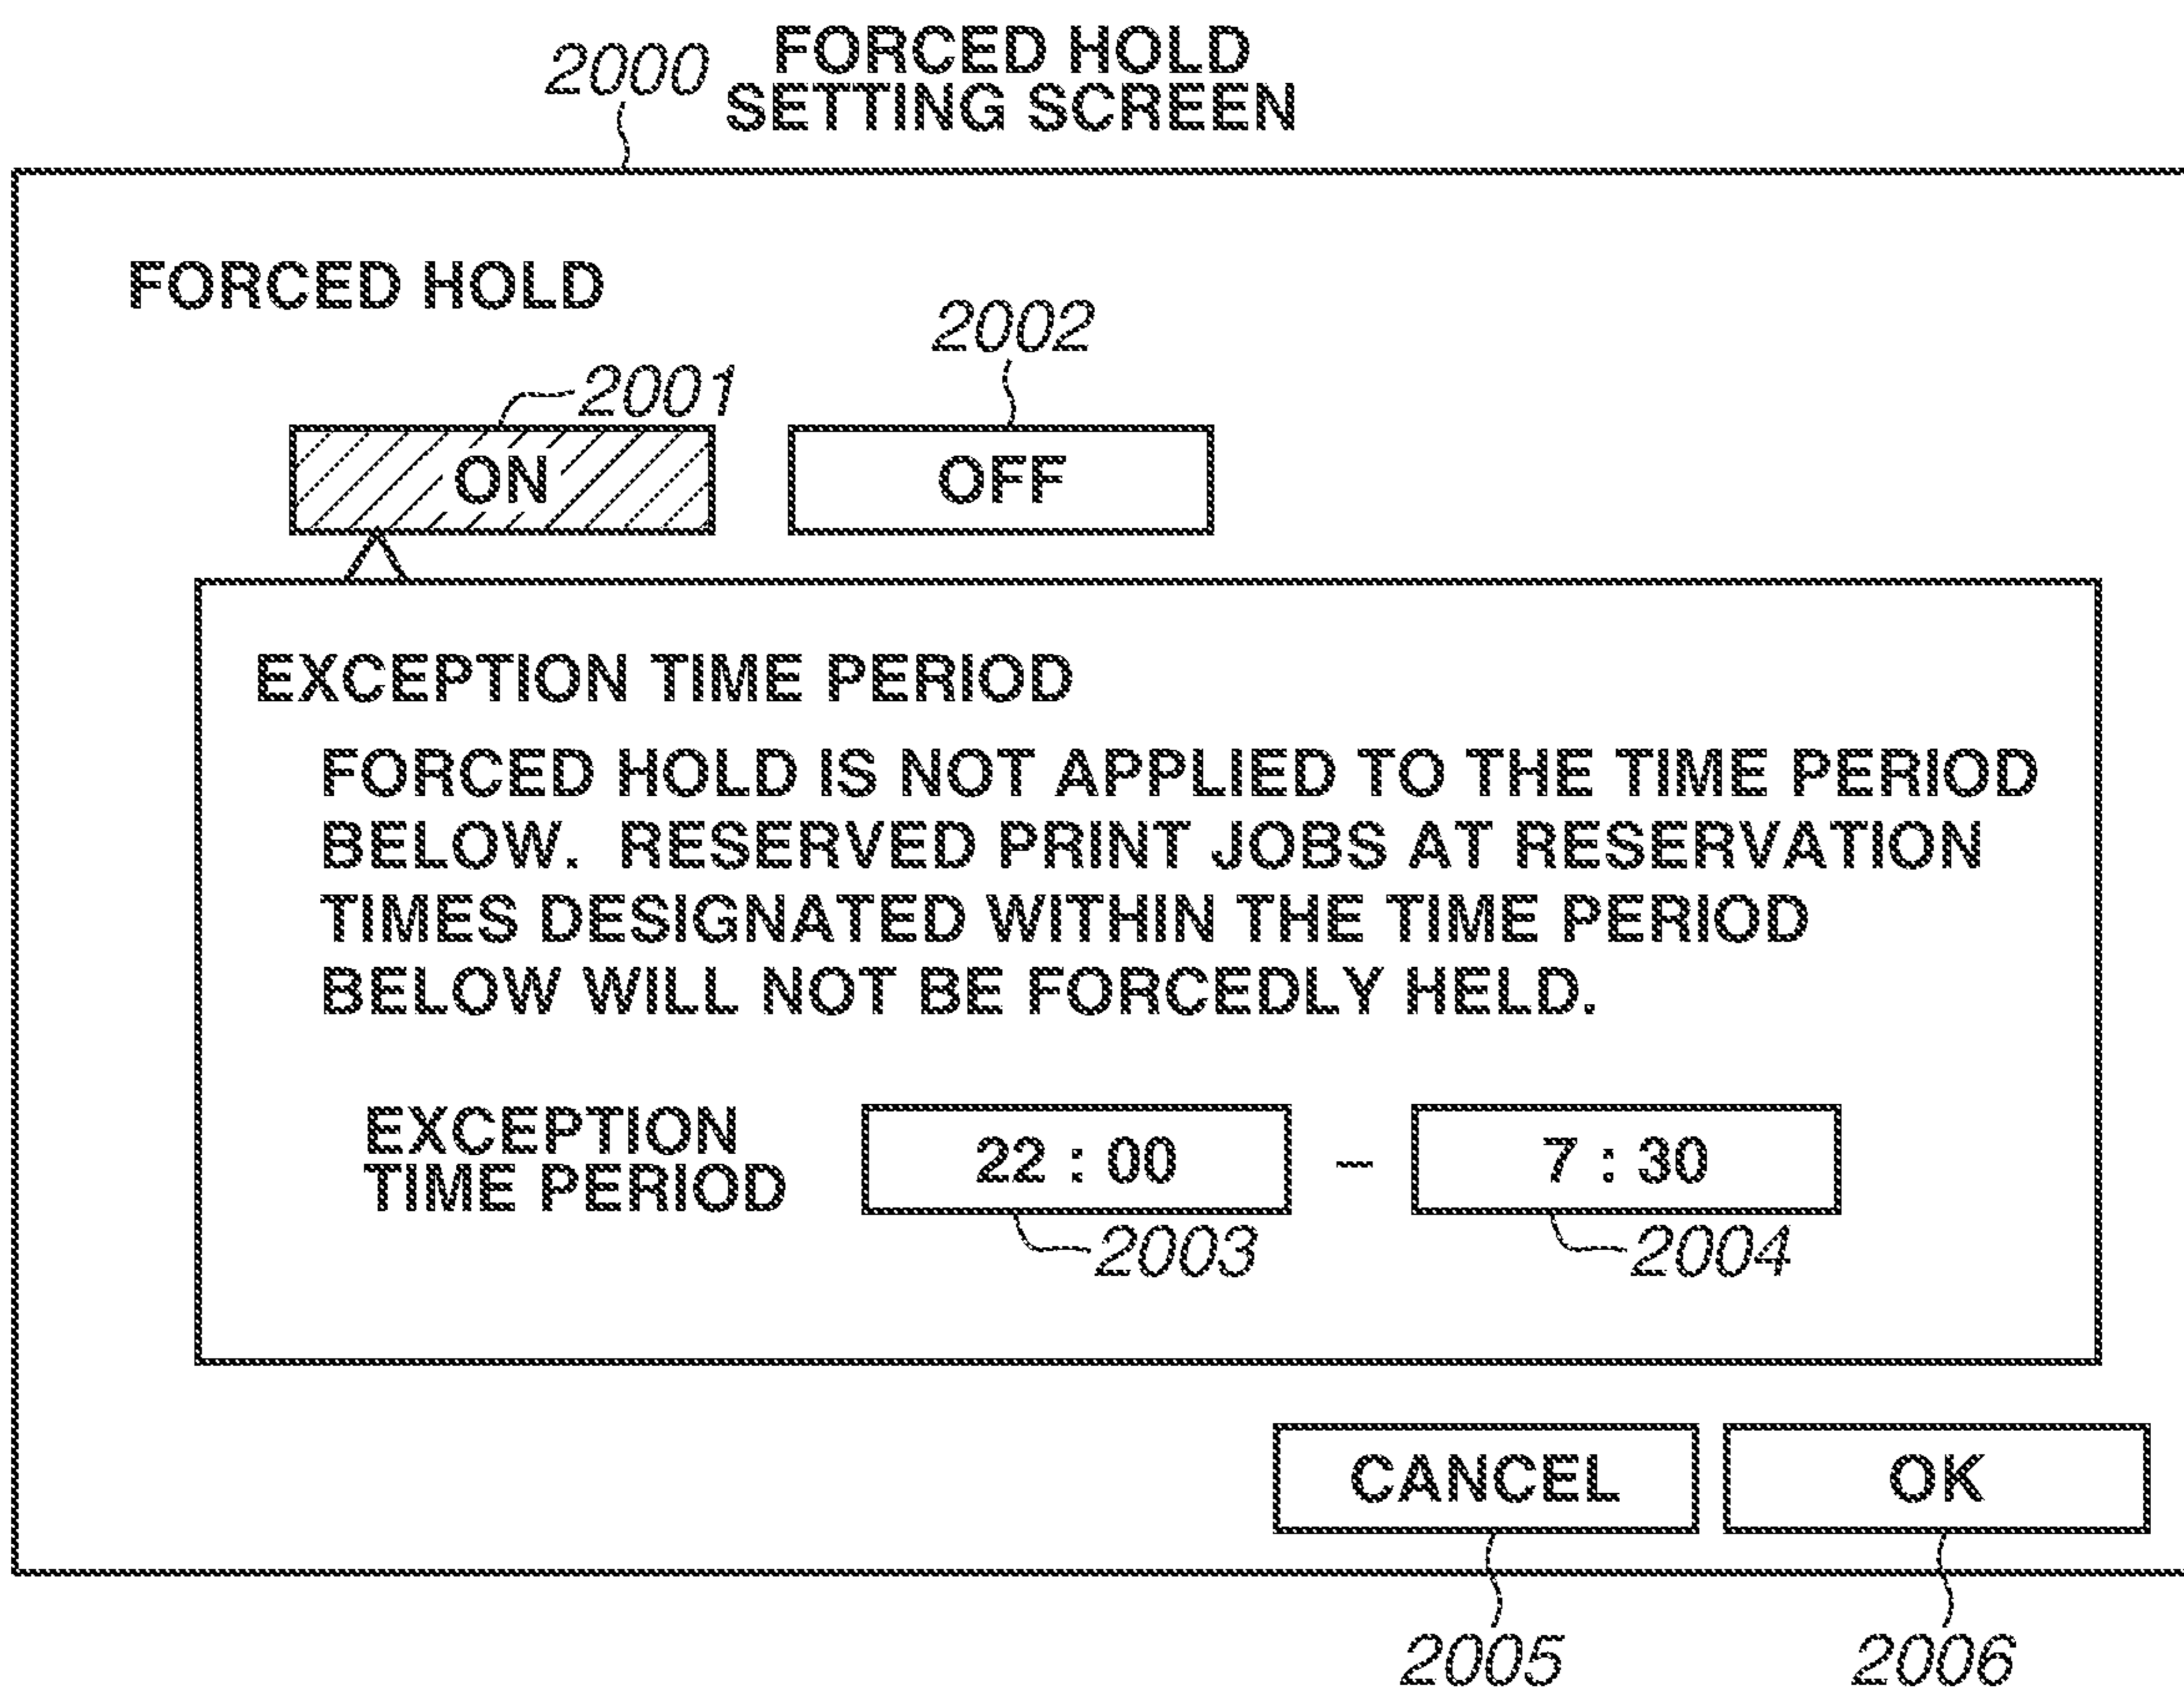 2000
FORCED HOLD
SETTING SCREEN
FORCED HOLD
2001
2002
ON
OFF
EXCEPTION TIME PERIOD
FORCED HOLD IS NOT APPLIED TO THE TIME PERIOD
BELOW. RESERVED PRINT JOBS AT RESERVATION
TIMES DESIGNATED WITHIN THE TIME PERIOD
BELOW WILL NOT BE FORCEDLY HELD.
EXCEPTION
TIME PERIOD
22 : 00 – 7 : 30
2003
2004
CANCEL
OK
2005
2006